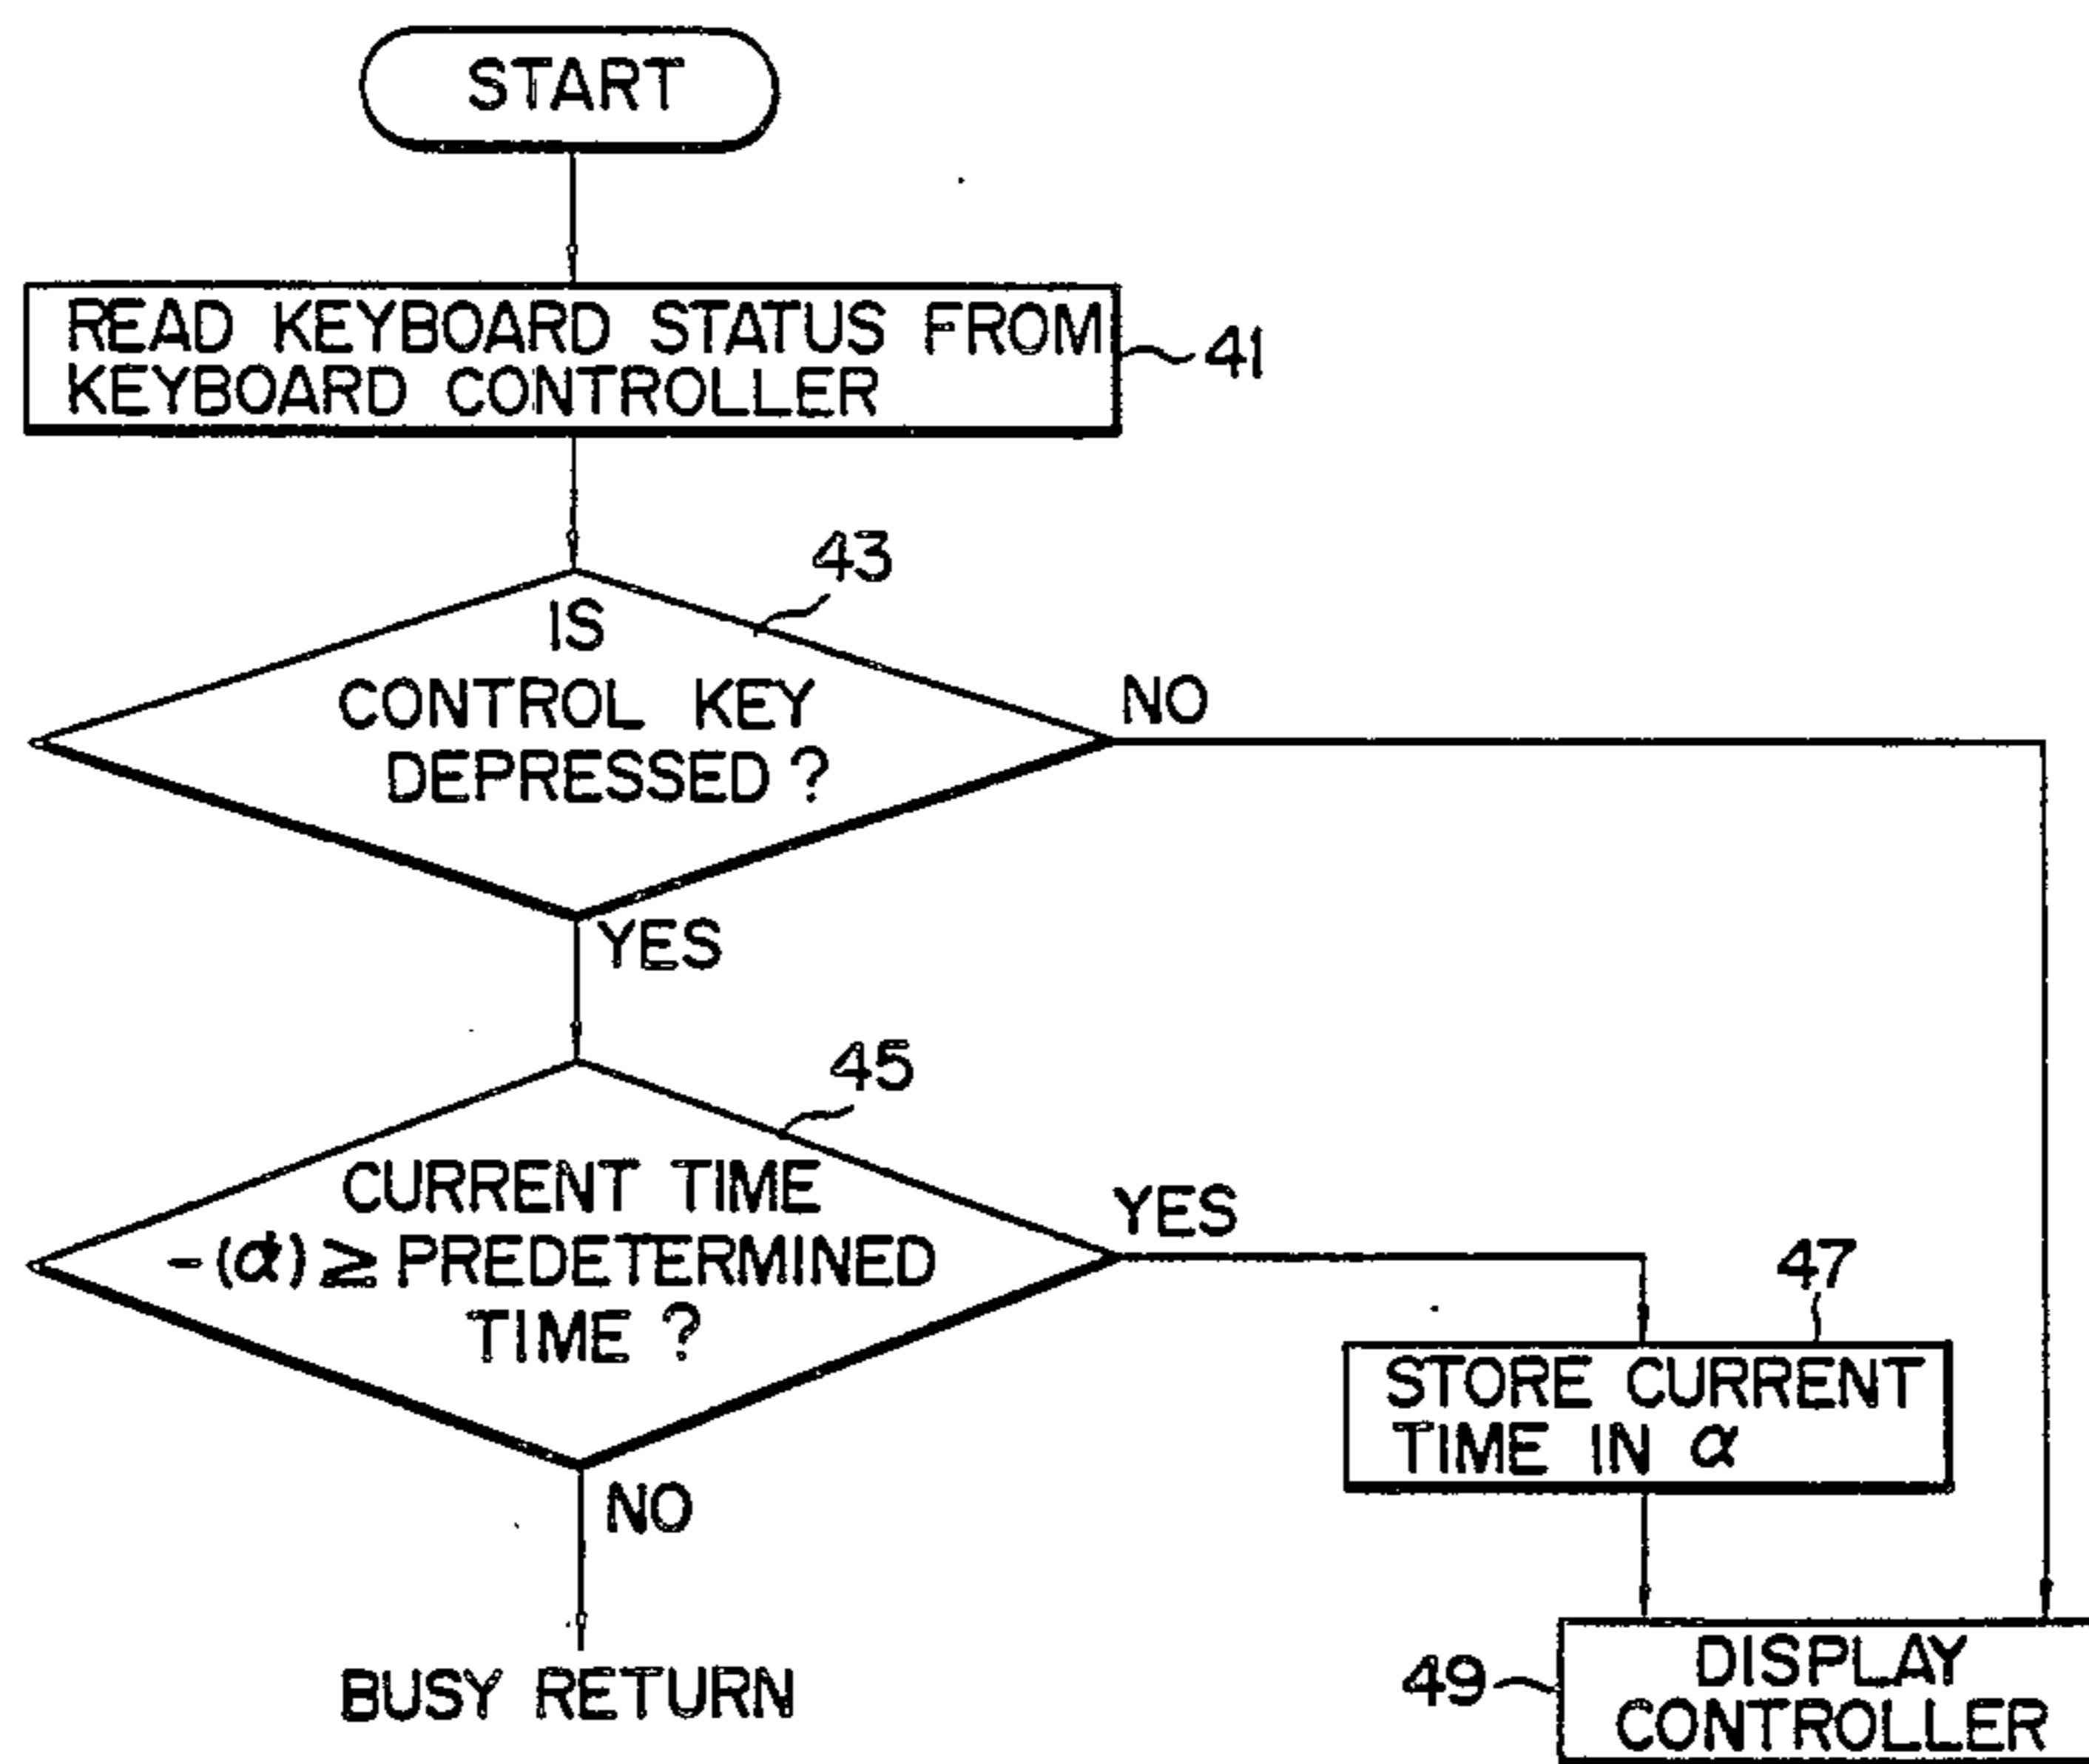 START
READ KEYBOARD STATUS FROM
KEYBOARD CONTROLLER
41
43
IS
CONTROL KEY
DEPRESSED ?
NO
YES
45
CURRENT TIME
-(α) ≥ PREDETERMINED
TIME ?
YES
47
STORE CURRENT
TIME IN α
NO
BUSY RETURN
49
DISPLAY
CONTROLLER